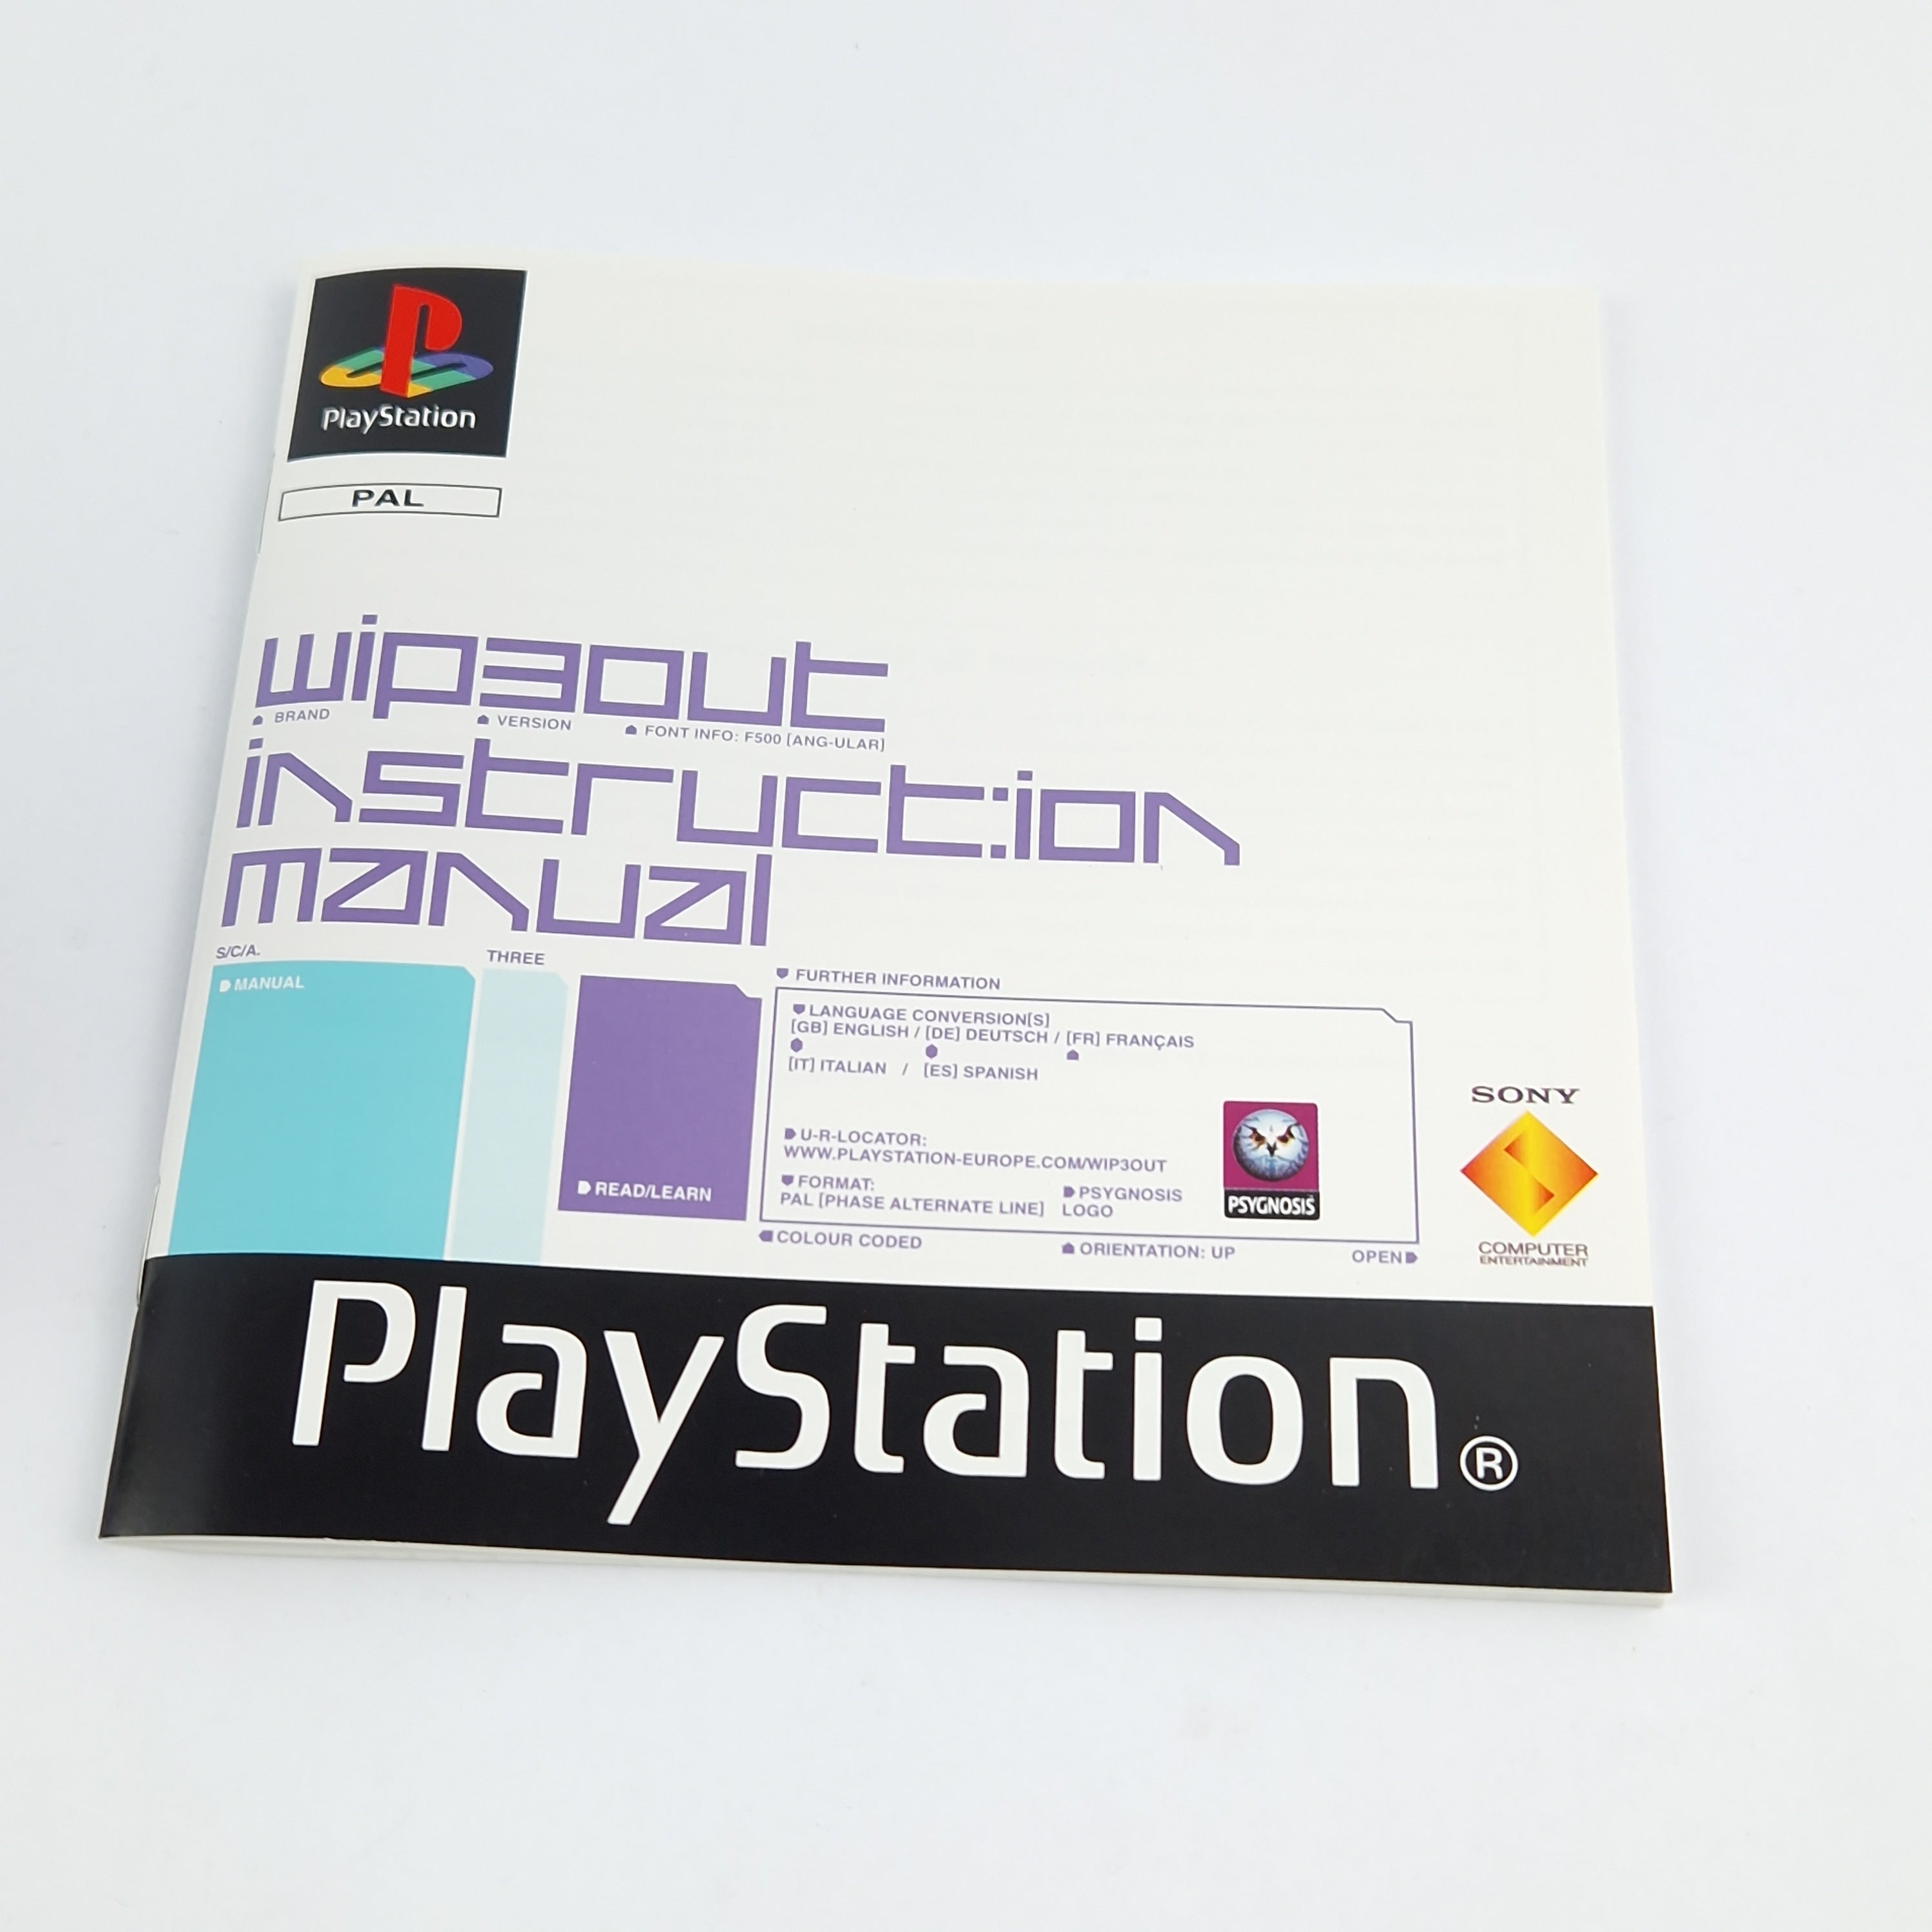 PlayStation
PAL
wip3out
BRAND
VERSION
FONT INFO: F500 [ANG-ULAR]
instruct:ion
manual
S/C/A.
THREE
MANUAL
READ/LEARN
FURTHER INFORMATION
LANGUAGE CONVERSION[S]
[GB] ENGLISH / [DE] DEUTSCH / [FR] FRANÇAIS
[IT] ITALIAN / [ES] SPANISH
U-R-LOCATOR:
WWW.PLAYSTATION-EUROPE.COM/WIP3OUT
FORMAT:
PAL [PHASE ALTERNATE LINE]
PSYGNOSIS
LOGO
PSYGNOSIS
COLOUR CODED
ORIENTATION: UP
OPEN
SONY
COMPUTER
ENTERTAINMENT
PlayStation®